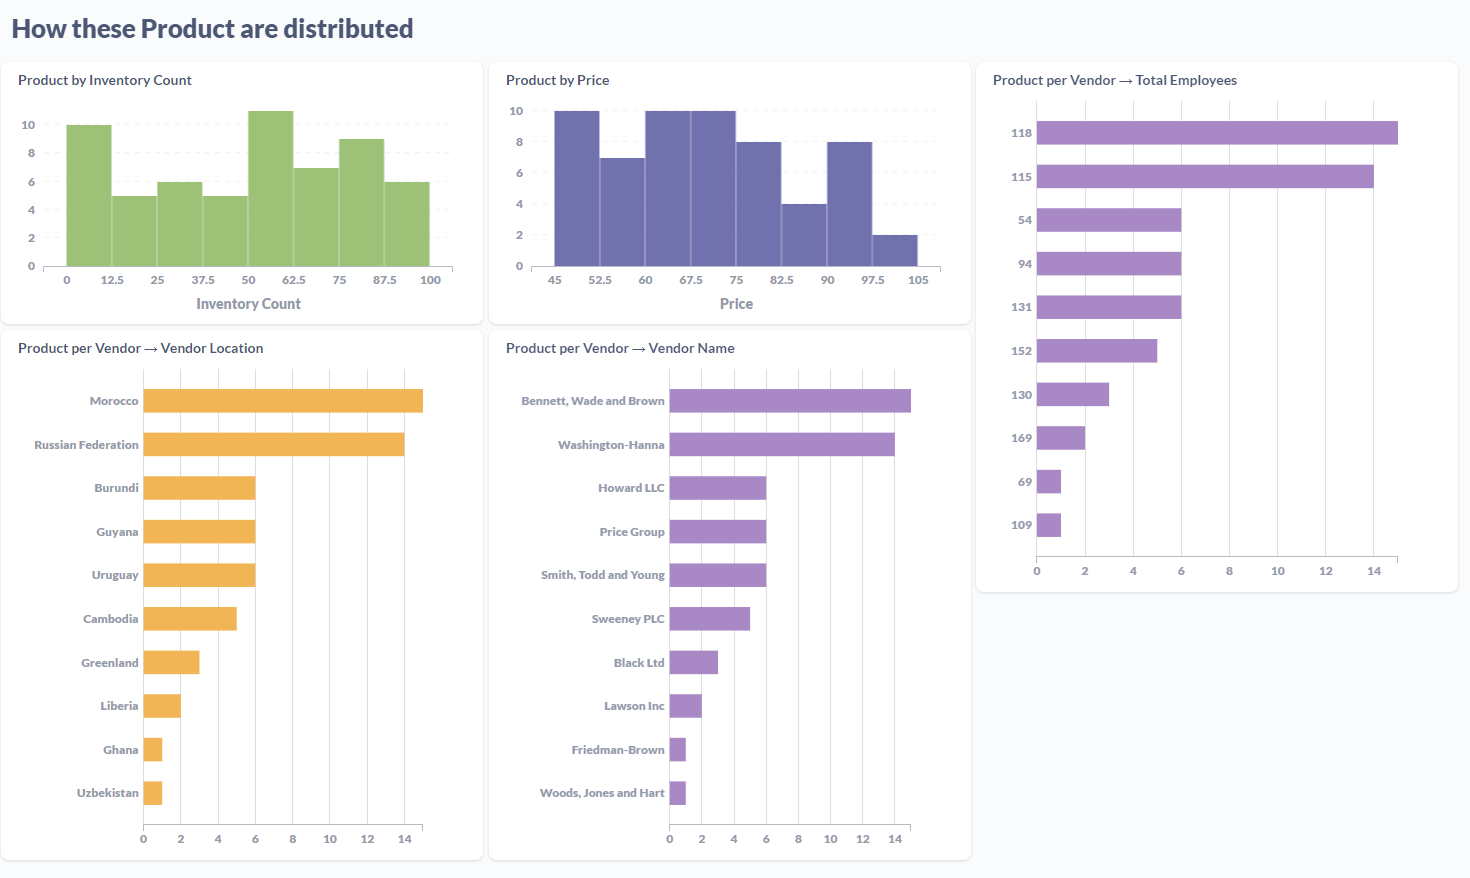 How these Product are distributed
Product by Inventory Count
10
8
6
4
2
0
0 12.5 25 37.5 50 62.5 75 87.5 100
Inventory Count
Product by Price
10
8
6
4
2
0
45 52.5 60 67.5 75 82.5 90 97.5 105
Price
Product per Vendor → Total Employees
118
115
54
94
131
152
130
169
69
109
0 2 4 6 8 10 12 14
Product per Vendor → Vendor Location
Morocco
Russian Federation
Burundi
Guyana
Uruguay
Cambodia
Greenland
Liberia
Ghana
Uzbekistan
0 2 4 6 8 10 12 14
Product per Vendor → Vendor Name
Bennett, Wade and Brown
Washington-Hanna
Howard LLC
Price Group
Smith, Todd and Young
Sweeney PLC
Black Ltd
Lawson Inc
Friedman-Brown
Woods, Jones and Hart
0 2 4 6 8 10 12 14